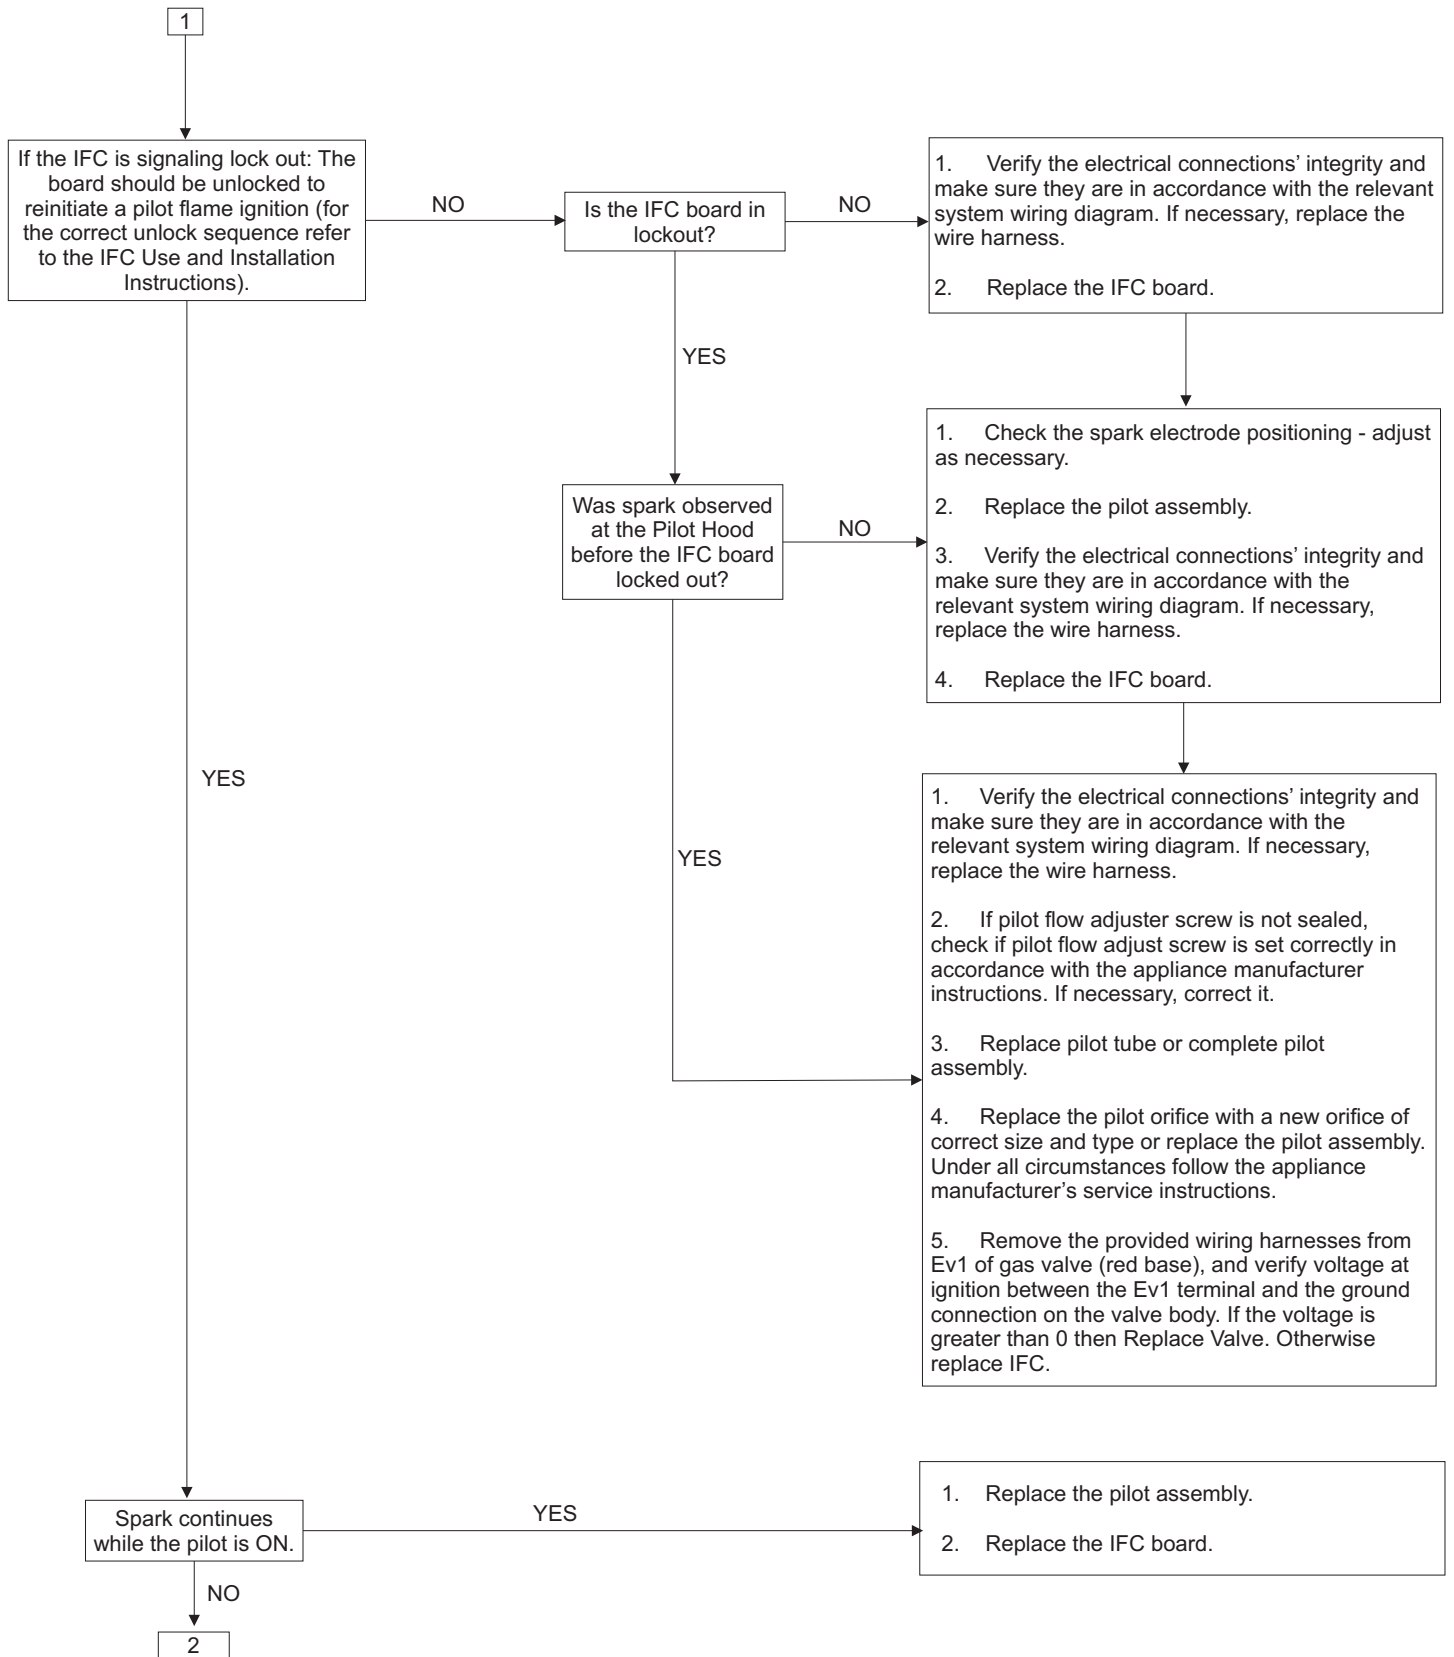 1
If the IFC is signaling lock out: The
board should be unlocked to
reinitiate a pilot flame ignition (for
the correct unlock sequence refer
to the IFC Use and Installation
Instructions).
NO
Is the IFC board in
lockout?
NO
1. Verify the electrical connections’ integrity and
make sure they are in accordance with the relevant
system wiring diagram. If necessary, replace the
wire harness.
2. Replace the IFC board.
YES
Was spark observed
at the Pilot Hood
before the IFC board
locked out?
NO
1. Check the spark electrode positioning - adjust
as necessary.
2. Replace the pilot assembly.
3. Verify the electrical connections’ integrity and
make sure they are in accordance with the
relevant system wiring diagram. If necessary,
replace the wire harness.
4. Replace the IFC board.
YES
YES
1. Verify the electrical connections’ integrity and
make sure they are in accordance with the
relevant system wiring diagram. If necessary,
replace the wire harness.
2. If pilot flow adjuster screw is not sealed,
check if pilot flow adjust screw is set correctly in
accordance with the appliance manufacturer
instructions. If necessary, correct it.
3. Replace pilot tube or complete pilot
assembly.
4. Replace the pilot orifice with a new orifice of
correct size and type or replace the pilot assembly.
Under all circumstances follow the appliance
manufacturer’s service instructions.
5. Remove the provided wiring harnesses from
Ev1 of gas valve (red base), and verify voltage at
ignition between the Ev1 terminal and the ground
connection on the valve body. If the voltage is
greater than 0 then Replace Valve. Otherwise
replace IFC.
Spark continues
while the pilot is ON.
YES
1. Replace the pilot assembly.
2. Replace the IFC board.
NO
2